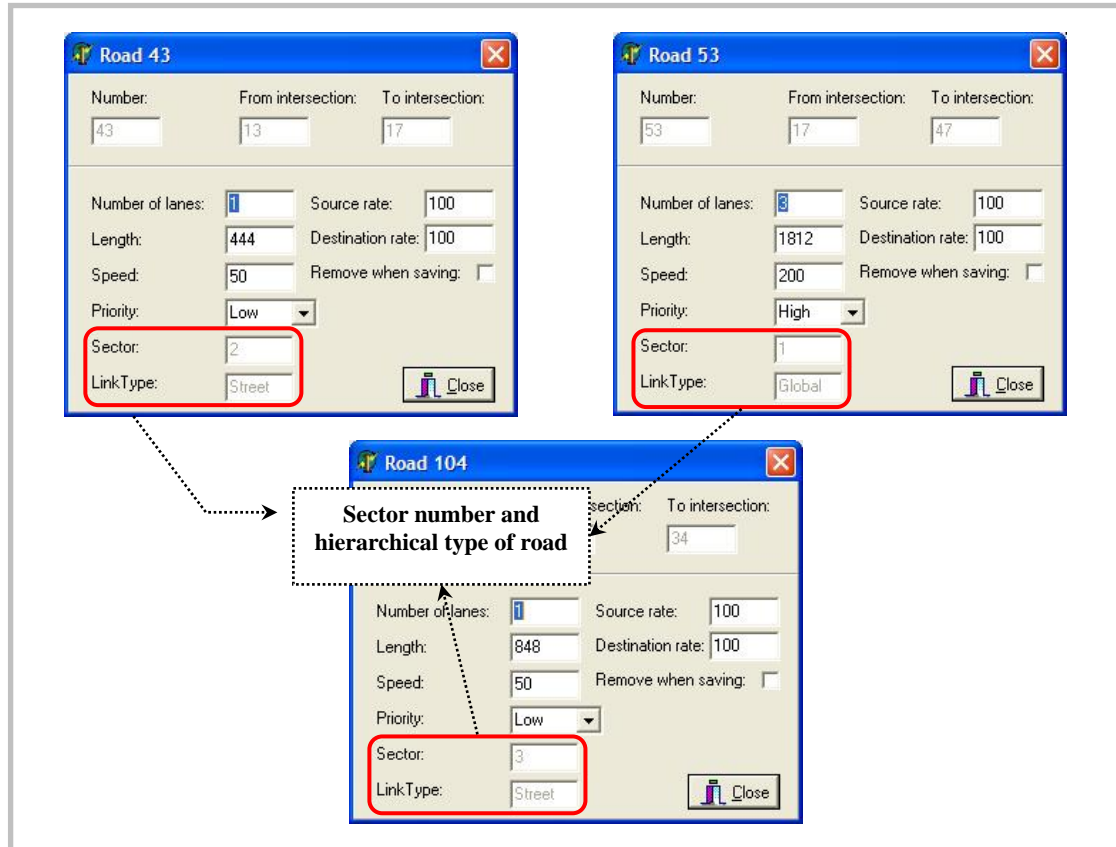 Road 43
Number: From intersection: To intersection:
43 13 17
Number of lanes: 1 Source rate: 100
Length: 444 Destination rate: 100
Speed: 50 Remove when saving:
Priority: Low
Sector: 2
LinkType: Street Close
Road 53
Number: From intersection: To intersection:
53 17 47
Number of lanes: 3 Source rate: 100
Length: 1812 Destination rate: 100
Speed: 200 Remove when saving:
Priority: High
Sector: 1
LinkType: Global Close
Road 104
section: To intersection:
34
Sector number and
hierarchical type of road
Number of lanes: 1 Source rate: 100
Length: 848 Destination rate: 100
Speed: 50 Remove when saving:
Priority: Low
Sector: 3
LinkType: Street Close